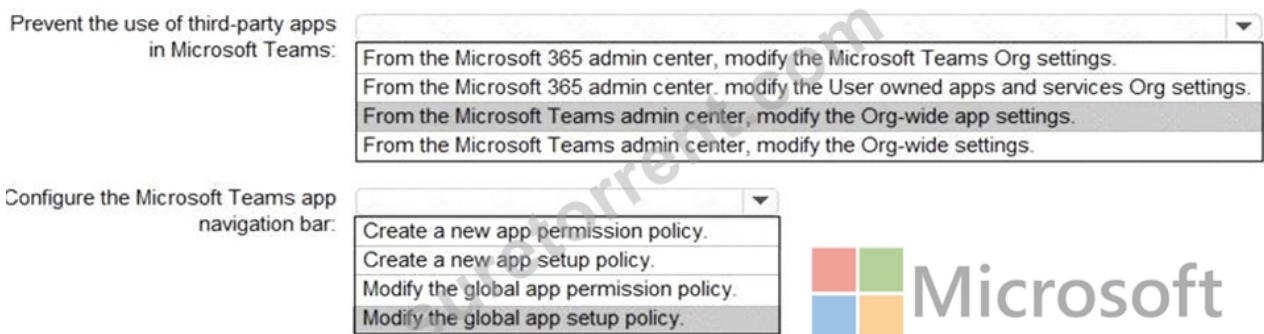 Prevent the use of third-party apps
in Microsoft Teams:
From the Microsoft 365 admin center, modify the Microsoft Teams Org settings.
From the Microsoft 365 admin center. modify the User owned apps and services Org settings.
From the Microsoft Teams admin center, modify the Org-wide app settings.
From the Microsoft Teams admin center, modify the Org-wide settings.
Configure the Microsoft Teams app
navigation bar:
Create a new app permission policy.
Create a new app setup policy.
Modify the global app permission policy.
Modify the global app setup policy.
Microsoft
suretorrent.com